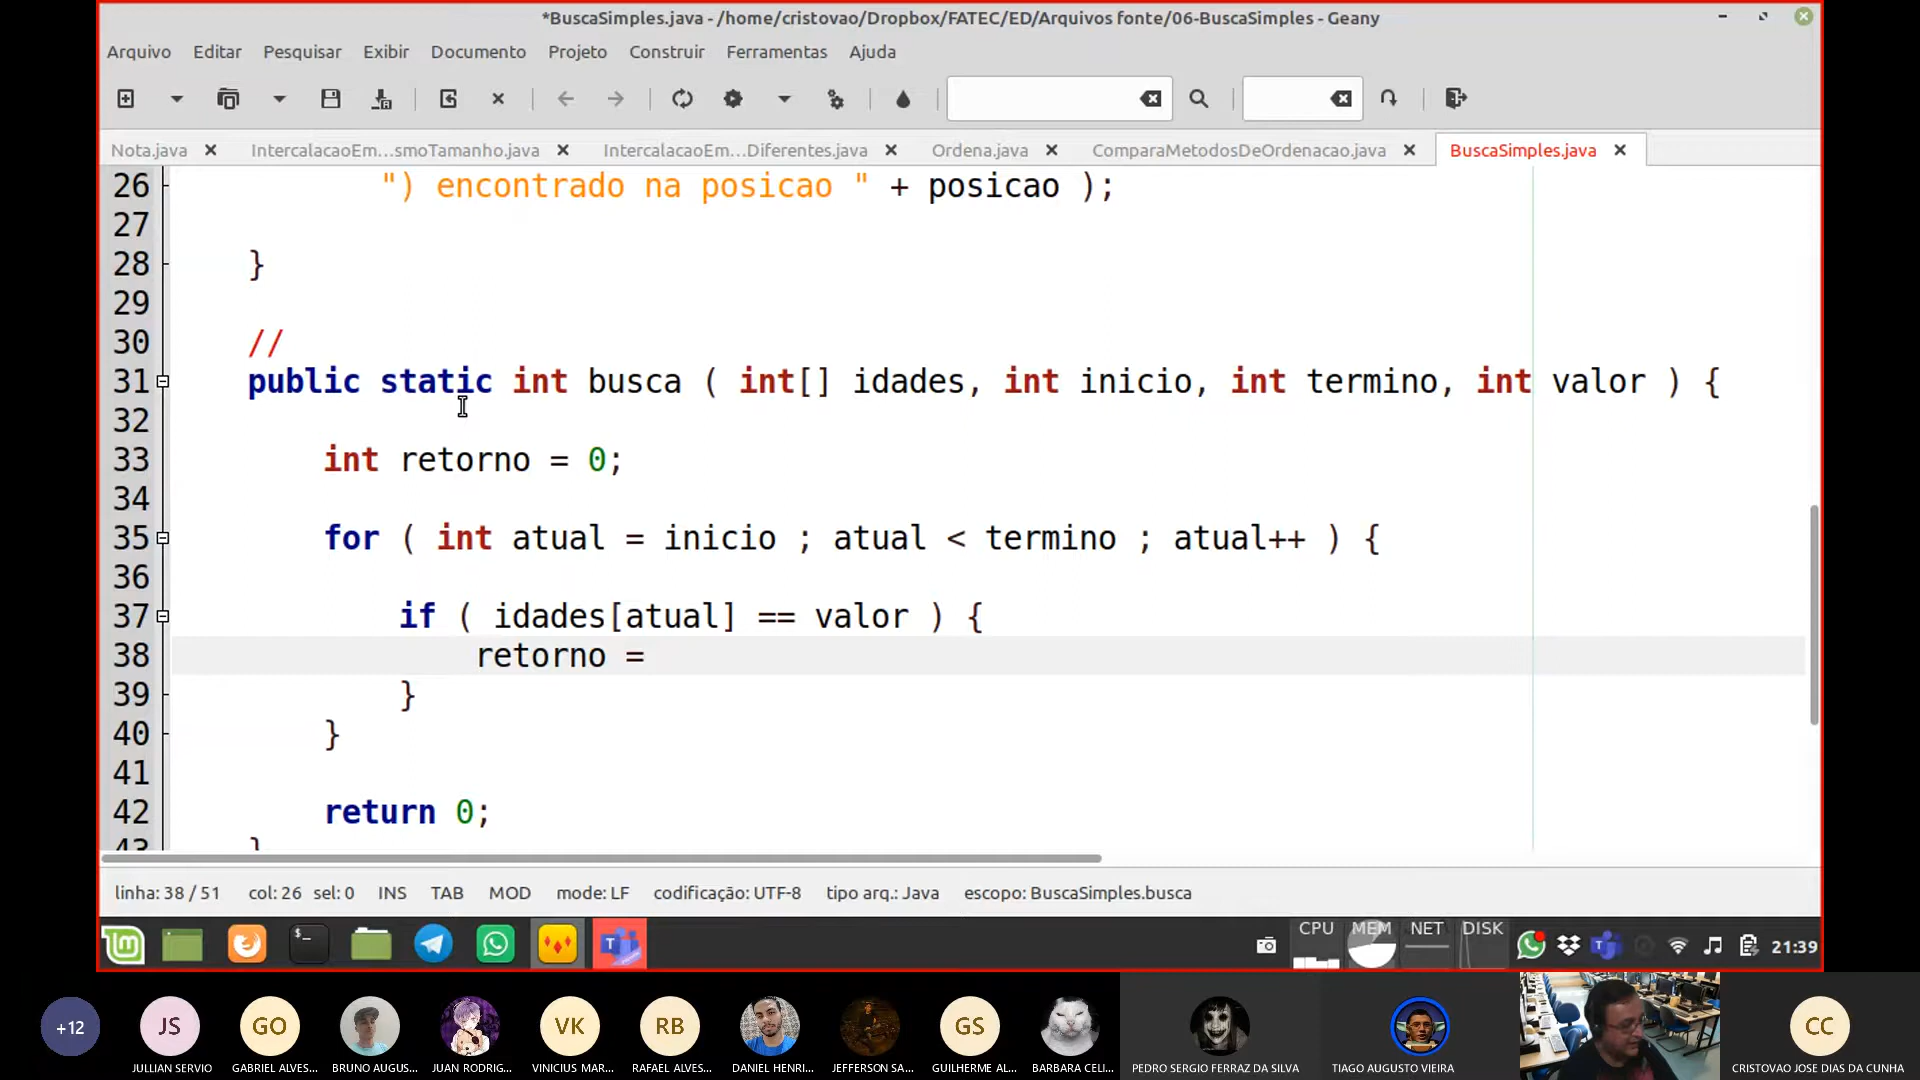 *BuscaSimples.java - /home/cristovao/Dropbox/FATEC/ED/Arquivos fonte/06-BuscaSimples - Geany
Arquivo Editar Pesquisar Exibir Documento Projeto Construir Ferramentas Ajuda
Nota.java IntercalacaoEm...smoTamanho.java IntercalacaoEm...Diferentes.java Ordena.java ComparaMetodosDeOrdenacao.java BuscaSimples.java
26 ") encontrado na posicao " + posicao );
27
28 }
29
30 //
31 public static int busca ( int[] idades, int inicio, int termino, int valor ) {
32
33 int retorno = 0;
34
35 for ( int atual = inicio ; atual < termino ; atual++ ) {
36
37 if ( idades[atual] == valor ) {
38 retorno =
39 }
40 }
41
42 return 0;
43 }
linha: 38 / 51 col: 26 sel: 0 INS TAB MOD mode: LF codificação: UTF-8 tipo arq.: Java escopo: BuscaSimples.busca
CPU MEM NET DISK 21:39
+12 JS GO VK RB GS CC
JULLIAN SERVIO GABRIEL ALVES... BRUNO AUGUS... JUAN RODRIG... VINICIUS MAR... RAFAEL ALVES... DANIEL HENRI... JEFFERSON SA... GUILHERME AL... BARBARA CELI... PEDRO SERGIO FERRAZ DA SILVA TIAGO AUGUSTO VIEIRA CRISTOVAO JOSE DIAS DA CUNHA